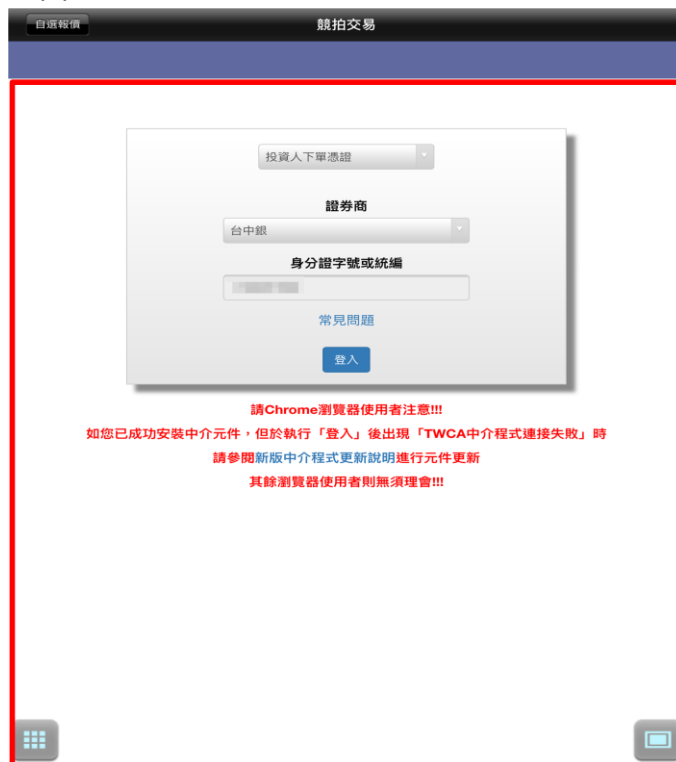 自選報價
競拍交易
投資人下單憑證
證券商
台中銀
身分證字號或統編
常見問題
登入
請Chrome瀏覽器使用者注意!!!
如您已成功安裝中介元件，但於執行「登入」後出現「TWCA中介程式連接失敗」時
請參閱新版中介程式更新說明進行元件更新
其餘瀏覽器使用者則無須理會!!!